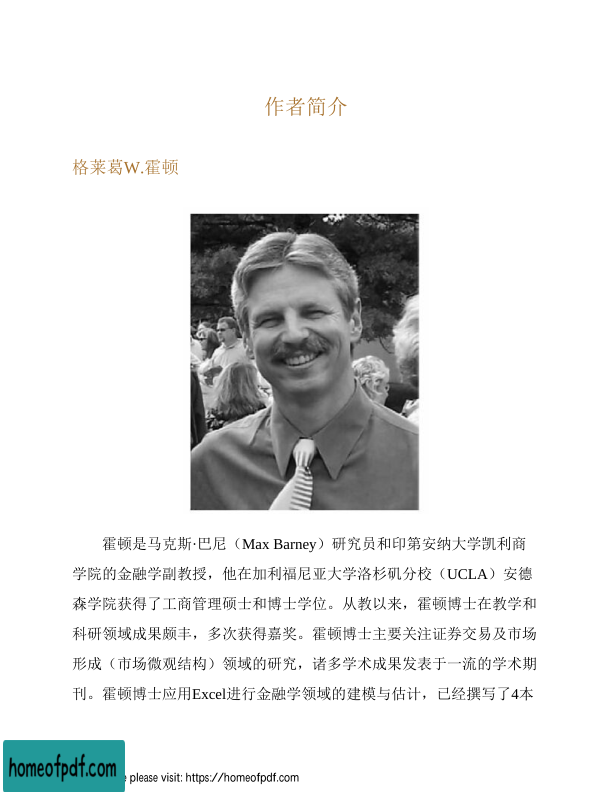 作者简介
格莱葛W.霍顿
霍顿是马克斯·巴尼（Max Barney）研究员和印第安纳大学凯利商
学院的金融学副教授，他在加利福尼亚大学洛杉矶分校（UCLA）安德
森学院获得了工商管理硕士和博士学位。从教以来，霍顿博士在教学和
科研领域成果颇丰，多次获得嘉奖。霍顿博士主要关注证券交易及市场
形成（市场微观结构）领域的研究，诸多学术成果发表于一流的学术期
刊。霍顿博士应用Excel进行金融学领域的建模与估计，已经撰写了4本
homeofpdf.com
e please visit: https://homeofpdf.com